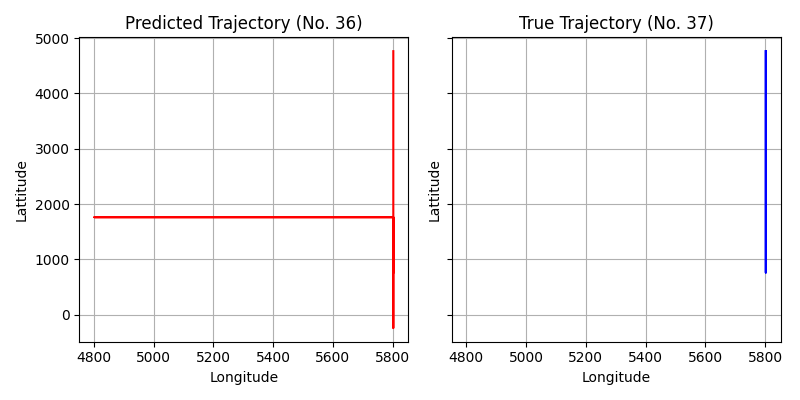 Predicted Trajectory (No. 36)
5000
4000
3000
2000
1000
0
Lattitude
4800 5000 5200 5400 5600 5800
Longitude
True Trajectory (No. 37)
Lattitude
4800 5000 5200 5400 5600 5800
Longitude